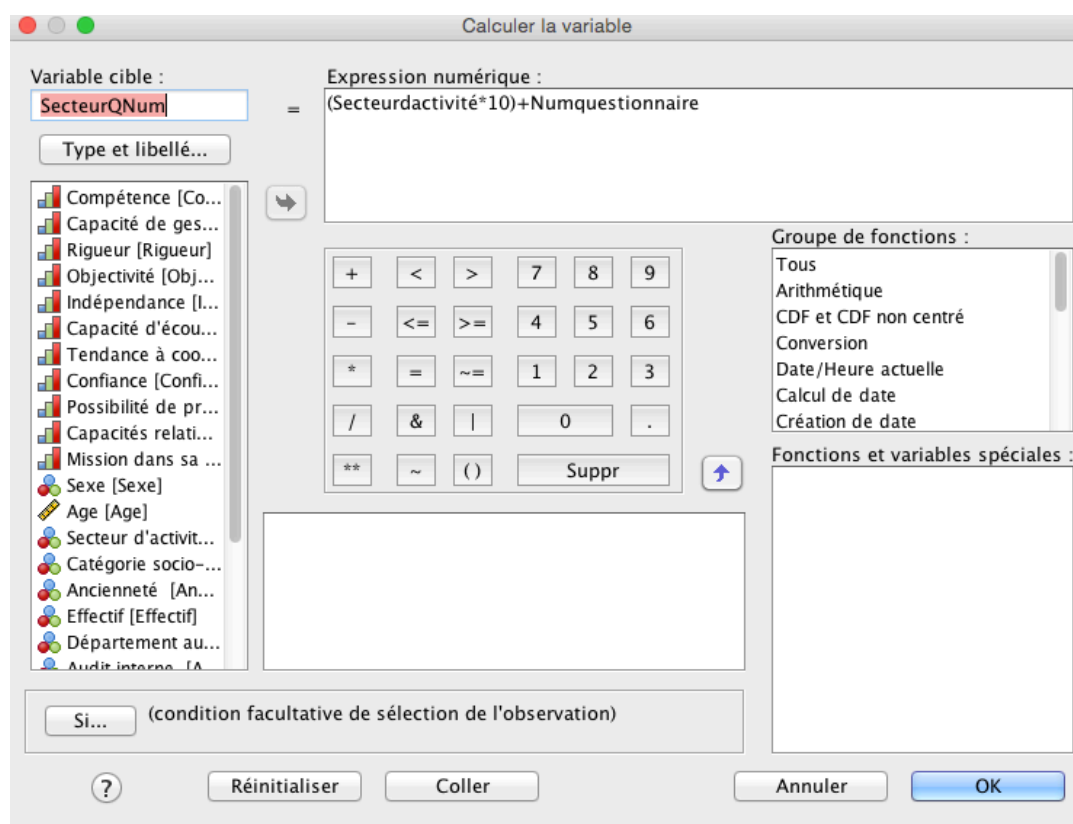 Calculer la variable
Variable cible :
SecteurQNum
=
Expression numérique :
(Secteurdactivité*10)+Numquestionnaire
Type et libellé...
Compétence [Co...
Capacité de ges...
Rigueur [Rigueur]
Objectivité [Obj...
Indépendance [I...
Capacité d'écou...
Tendance à coo...
Confiance [Confi...
Possibilité de pr...
Capacités relati...
Mission dans sa ...
Sexe [Sexe]
Age [Age]
Secteur d'activit...
Catégorie socio-...
Ancienneté [An...
Effectif [Effectif]
Département au...
Audit interne [A
+ < > 7 8 9
- <= >= 4 5 6
* = ~= 1 2 3
/ & | 0 .
** ~ () Suppr
Groupe de fonctions :
Tous
Arithmétique
CDF et CDF non centré
Conversion
Date/Heure actuelle
Calcul de date
Création de date
Fonctions et variables spéciales :
Si... (condition facultative de sélection de l'observation)
? Réinitialiser Coller Annuler OK